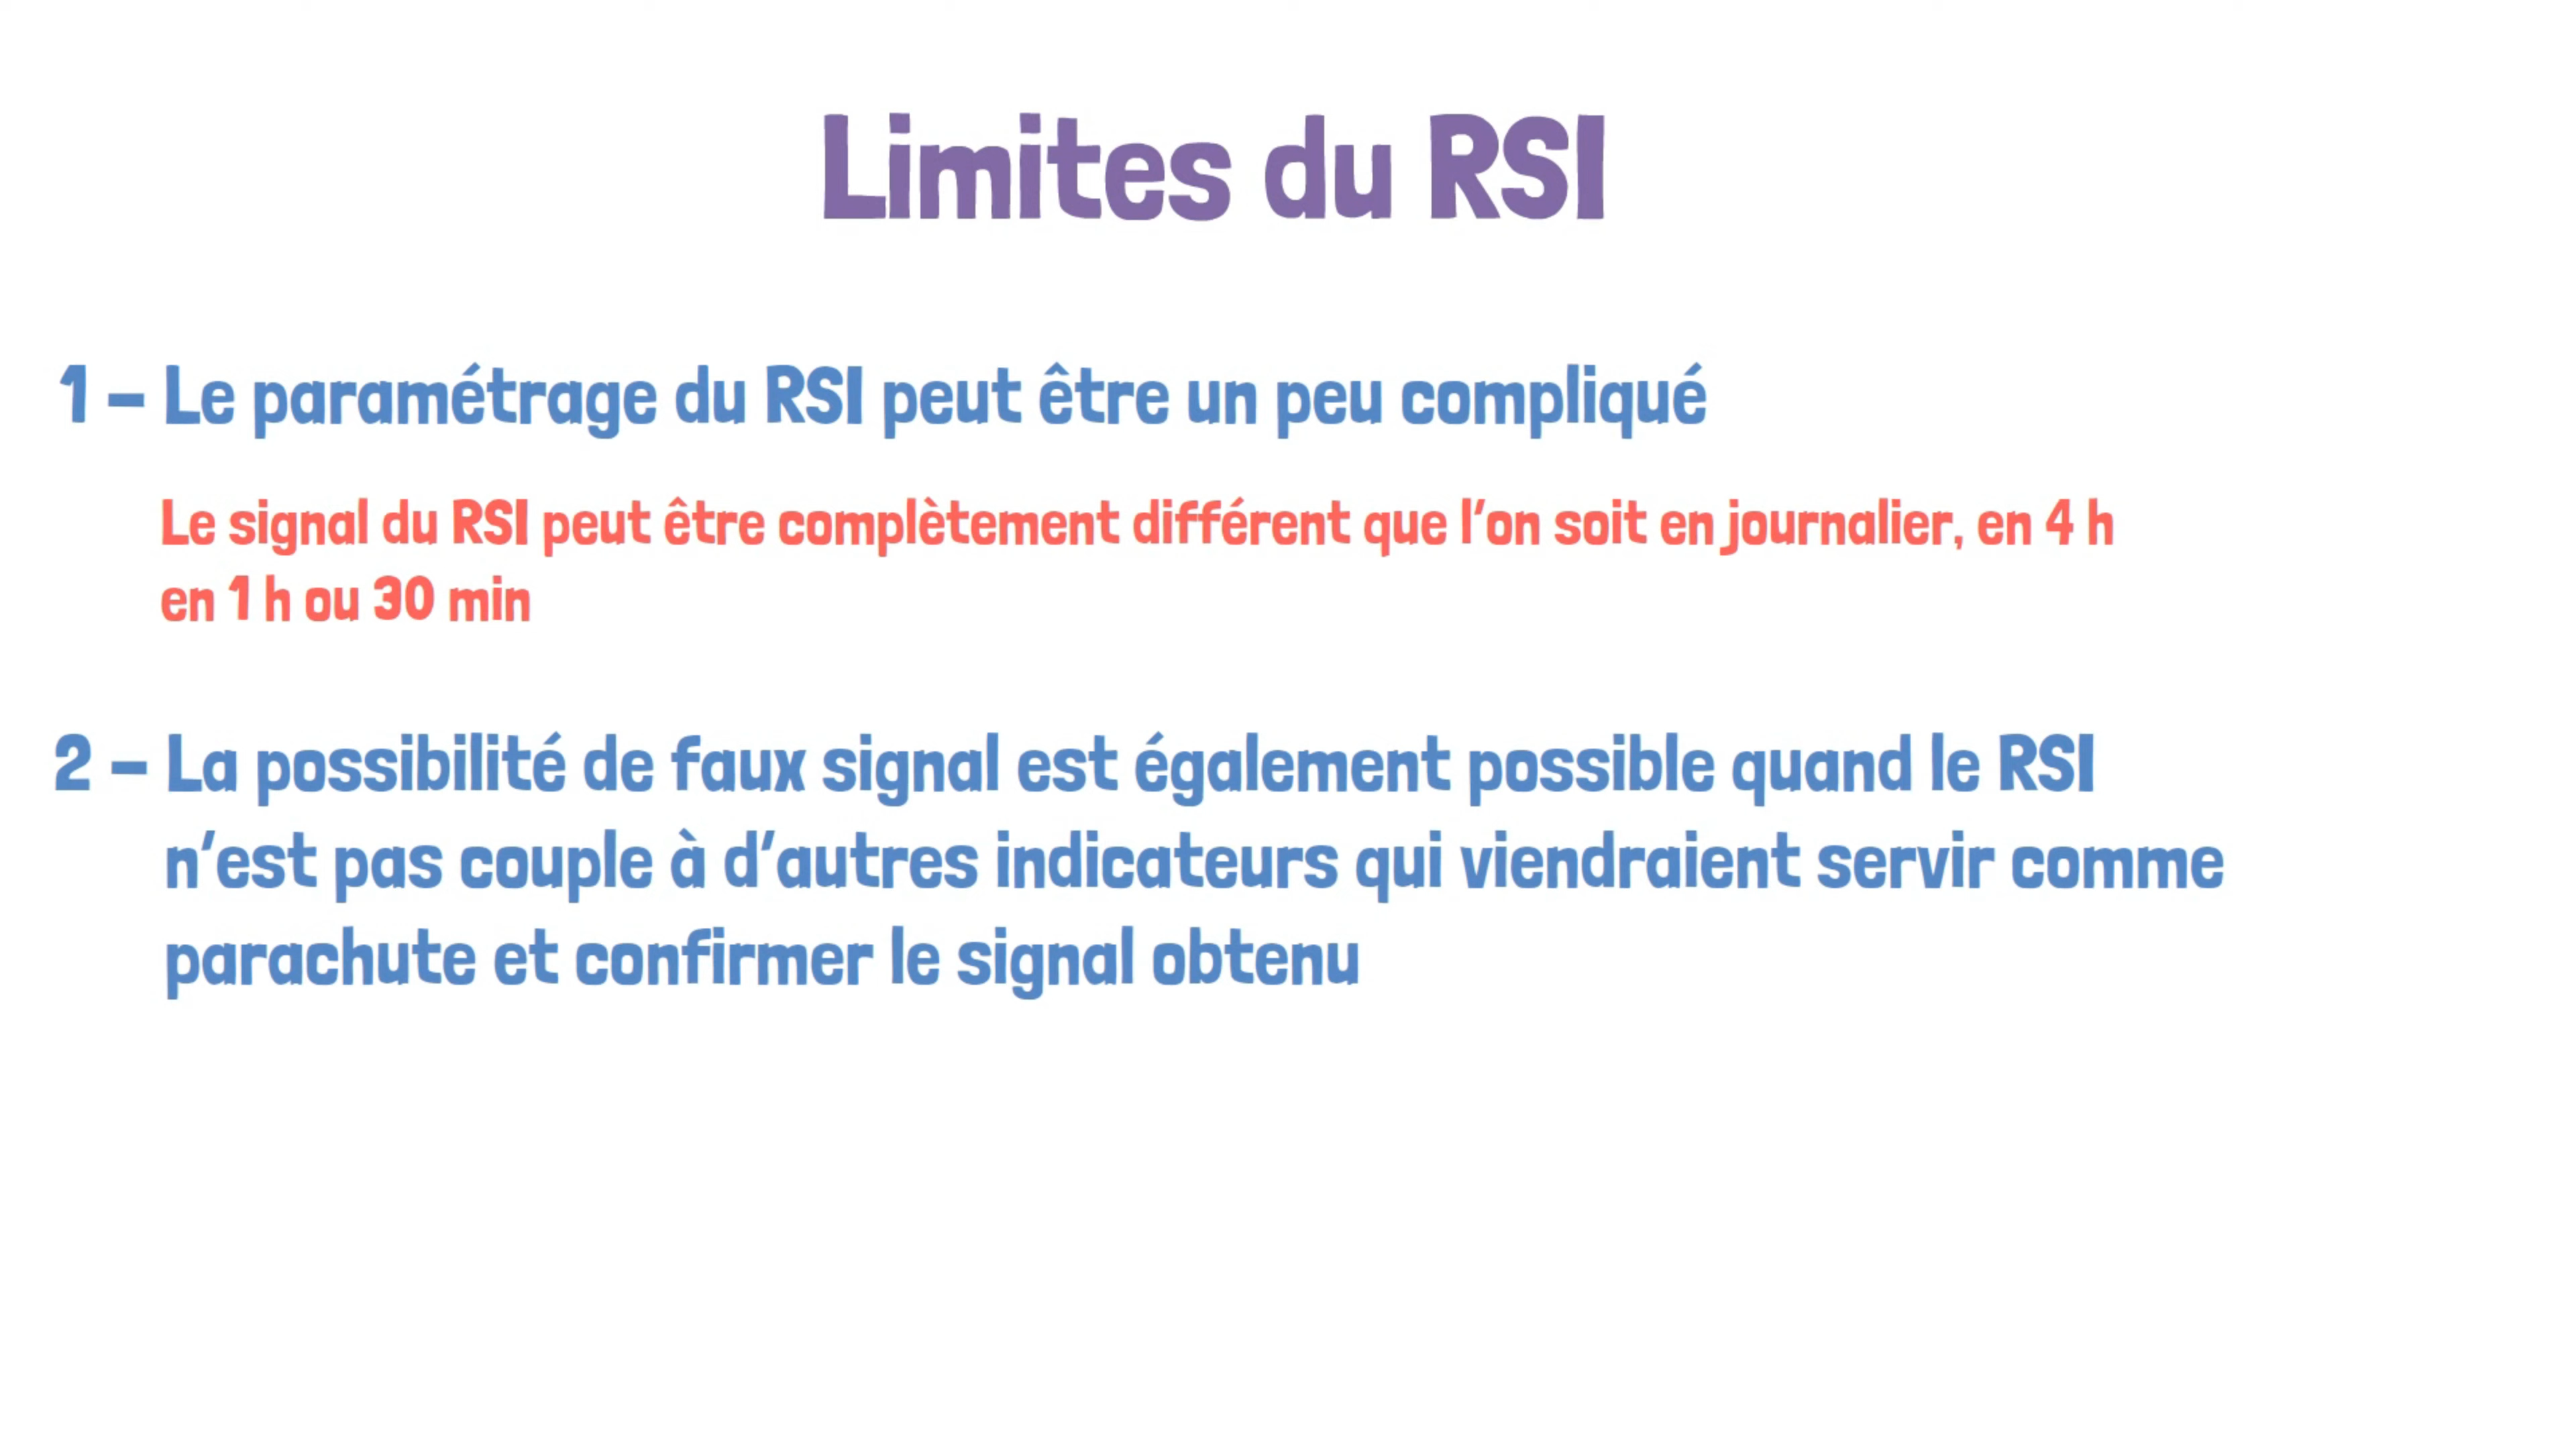 Limites du RSI
1 – Le paramétrage du RSI peut être un peu compliqué
Le signal du RSI peut être complètement différent que l’on soit en journalier, en 4 h
en 1 h ou 30 min
2 – La possibilité de faux signal est également possible quand le RSI
n’est pas couple à d’autres indicateurs qui viendraient servir comme
parachute et confirmer le signal obtenu